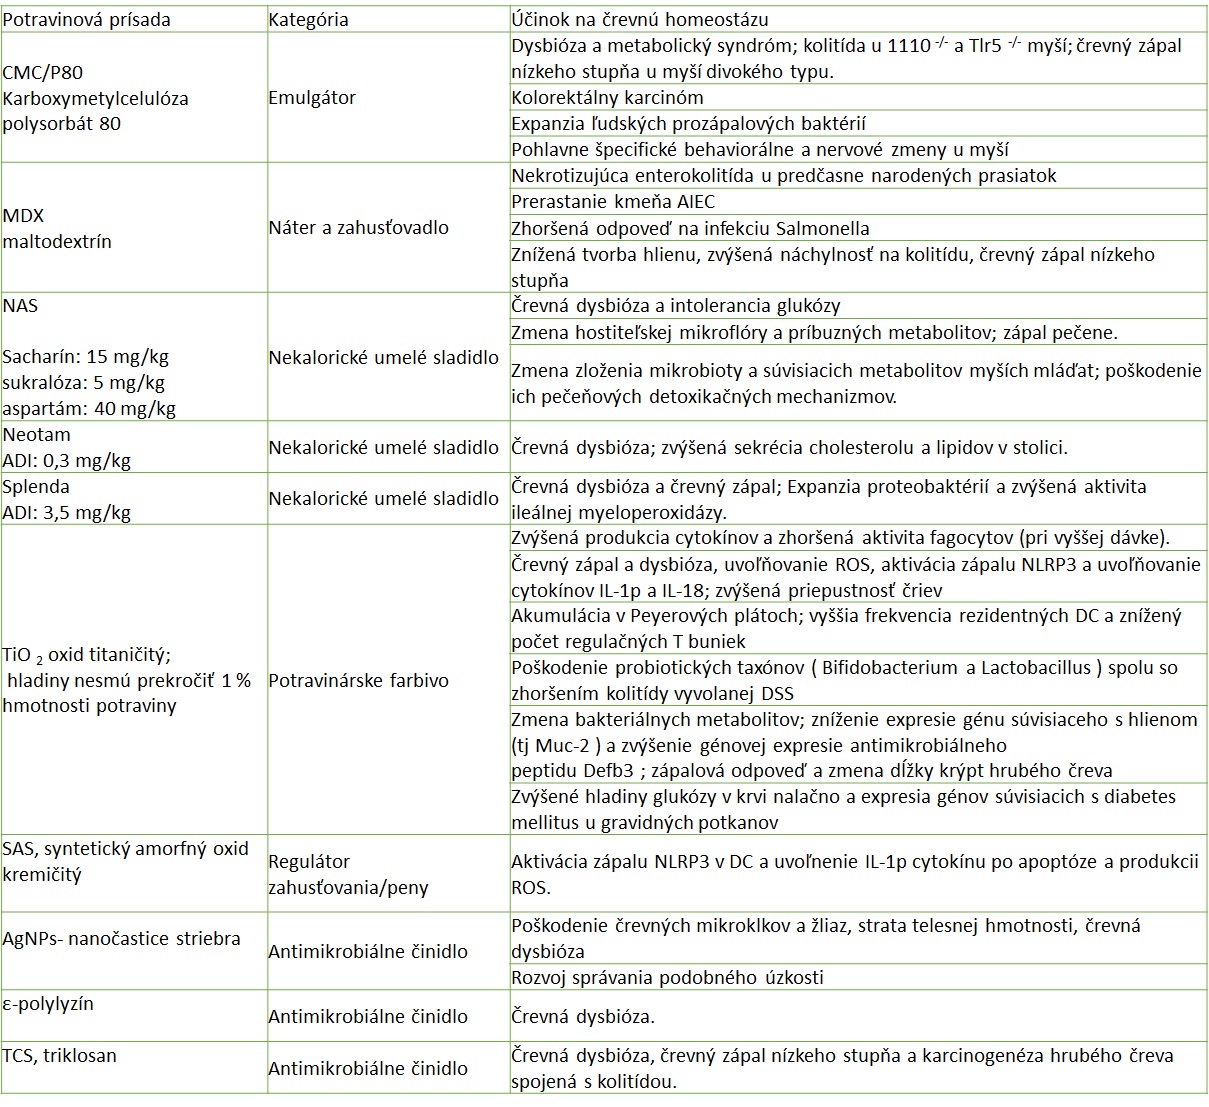 Potravinová prísada
Kategória
Účinok na črevnú homeostázu
CMC/P80
Karboxymetylcelulóza
polysorbát 80
Emulgátor
Dysbióza a metabolický syndróm; kolitída u 1110 -/- a Tlr5 -/- myší; črevný zápal
nízkeho stupňa u myší divokého typu.
Kolorektálny karcinóm
Expanzia ľudských prozápalových baktérií
Pohlavne špecifické behaviorálne a nervové zmeny u myší
MDX
maltodextrín
Náter a zahusťovadlo
Nekrotizujúca enterokolitída u predčasne narodených prasiatok
Prerastanie kmeňa AIEC
Zhoršená odpoveď na infekciu Salmonella
Znížená tvorba hlienu, zvýšená náchylnosť na kolitídu, črevný zápal nízkeho
stupňa
NAS
Sacharín: 15 mg/kg
sukralóza: 5 mg/kg
aspartám: 40 mg/kg
Nekalorické umelé sladidlo
Črevná dysbióza a intolerancia glukózy
Zmena hostiteľskej mikroflóry a príbuzných metabolitov; zápal pečene.
Zmena zloženia mikrobioty a súvisiacich metabolitov myších mláďat; poškodenie
ich pečeňových detoxikačných mechanizmov.
Neotam
ADI: 0,3 mg/kg
Nekalorické umelé sladidlo
Črevná dysbióza; zvýšená sekrécia cholesterolu a lipidov v stolici.
Splenda
ADI: 3,5 mg/kg
Nekalorické umelé sladidlo
Črevná dysbióza a črevný zápal; Expanzia proteobaktérií a zvýšená aktivita
ileálnej myeloperoxidázy.
TiO 2 oxid titaničitý;
hladiny nesmú prekročiť 1 %
hmotnosti potraviny
Potravinárske farbivo
Zvýšená produkcia cytokínov a zhoršená aktivita fagocytov (pri vyššej dávke).
Črevný zápal a dysbióza, uvoľňovanie ROS, aktivácia zápalu NLRP3 a uvoľňovanie
cytokínov IL-1p a IL-18; zvýšená priepustnosť čriev
Akumulácia v Peyerových plátoch; vyššia frekvencia rezidentných DC a znížený
počet regulačných T buniek
Poškodenie probiotických taxónov ( Bifidobacterium a Lactobacillus ) spolu so
zhoršením kolitídy vyvolanej DSS
Zmena bakteriálnych metabolitov; zníženie expresie génu súvisiaceho s hlienom
(tj Muc-2 ) a zvýšenie génovej expresie antimikrobiálneho
peptidu Defb3 ; zápalová odpoveď a zmena dĺžky krýpt hrubého čreva
Zvýšené hladiny glukózy v krvi nalačno a expresia génov súvisiacich s diabetes
mellitus u gravidných potkanov
SAS, syntetický amorfný oxid
kremičitý
Regulátor
zahusťovania/peny
Aktivácia zápalu NLRP3 v DC a uvoľnenie IL-1p cytokínu po apoptóze a produkcii
ROS.
AgNPs- nanočastice striebra
Antimikrobiálne činidlo
Poškodenie črevných mikroklkov a žliaz, strata telesnej hmotnosti, črevná
dysbióza
Rozvoj správania podobného úzkosti
ε-polylyzín
Antimikrobiálne činidlo
Črevná dysbióza.
TCS, triklosan
Antimikrobiálne činidlo
Črevná dysbióza, črevný zápal nízkeho stupňa a karcinogenéza hrubého čreva
spojená s kolitídou.